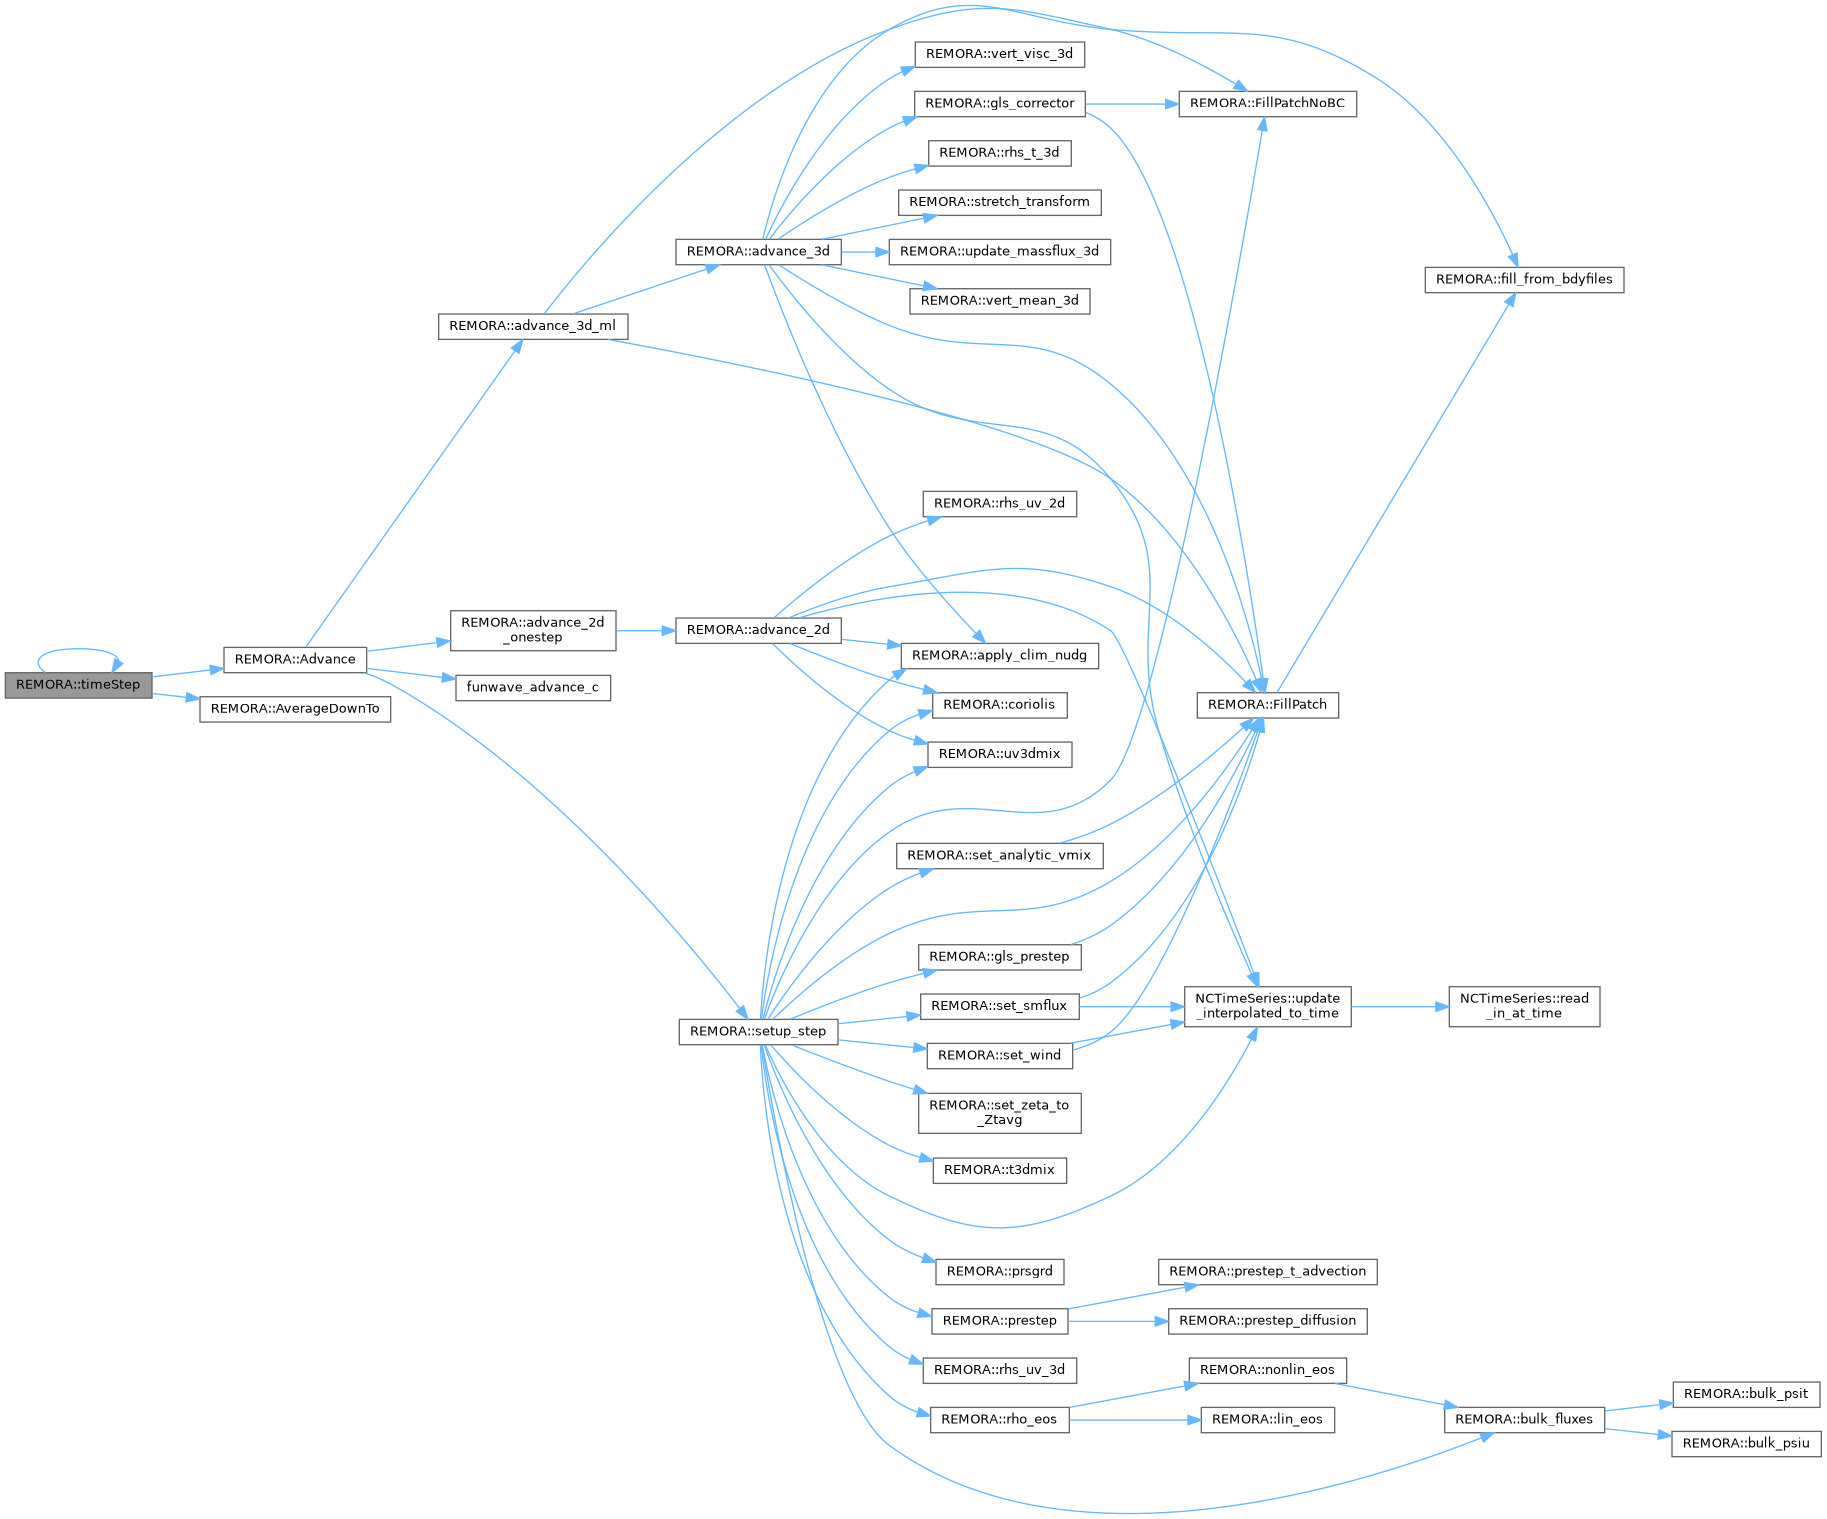 REMORA::vert_visc_3d
REMORA::gls_corrector
REMORA::FillPatchNoBC
REMORA::rhs_t_3d
REMORA::stretch_transform
REMORA::advance_3d
REMORA::update_massflux_3d
REMORA::fill_from_bdyfiles
REMORA::vert_mean_3d
REMORA::advance_3d_ml
REMORA::rhs_uv_2d
REMORA::advance_2d
_onestep
REMORA::advance_2d
REMORA::Advance
REMORA::apply_clim_nudg
REMORA::timeStep
funwave_advance_c
REMORA::AverageDownTo
REMORA::coriolis
REMORA::FillPatch
REMORA::uv3dmix
REMORA::set_analytic_vmix
REMORA::gls_prestep
REMORA::set_smflux
NCTimeSeries::update
_interpolated_to_time
NCTimeSeries::read
_in_at_time
REMORA::setup_step
REMORA::set_wind
REMORA::set_zeta_to
_Ztavg
REMORA::t3dmix
REMORA::prsgrd
REMORA::prestep_t_advection
REMORA::prestep
REMORA::prestep_diffusion
REMORA::rhs_uv_3d
REMORA::nonlin_eos
REMORA::bulk_psit
REMORA::rho_eos
REMORA::lin_eos
REMORA::bulk_fluxes
REMORA::bulk_psiu